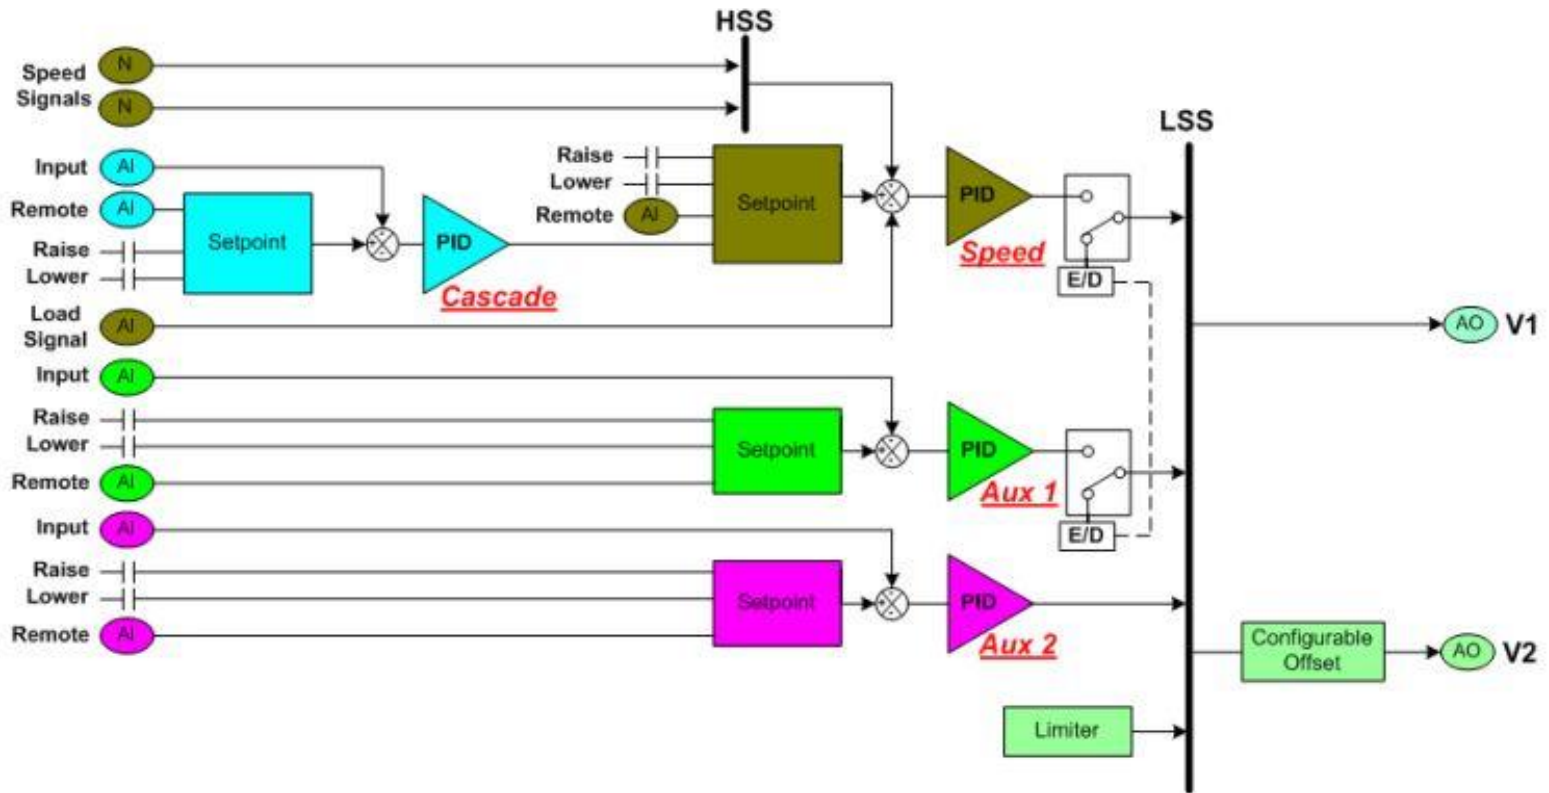 HSS
Speed
Signals
N
N
Input
AI
Remote
AI
Raise
Lower
Setpoint
PID
Cascade
Raise
Lower
Remote
AI
Setpoint
PID
Speed
E/D
LSS
Load
Signal
AI
AO
V1
Input
AI
Raise
Lower
Remote
AI
Setpoint
PID
Aux 1
E/D
Input
AI
Raise
Lower
Remote
AI
Setpoint
PID
Aux 2
Configurable
Offset
AO
V2
Limiter